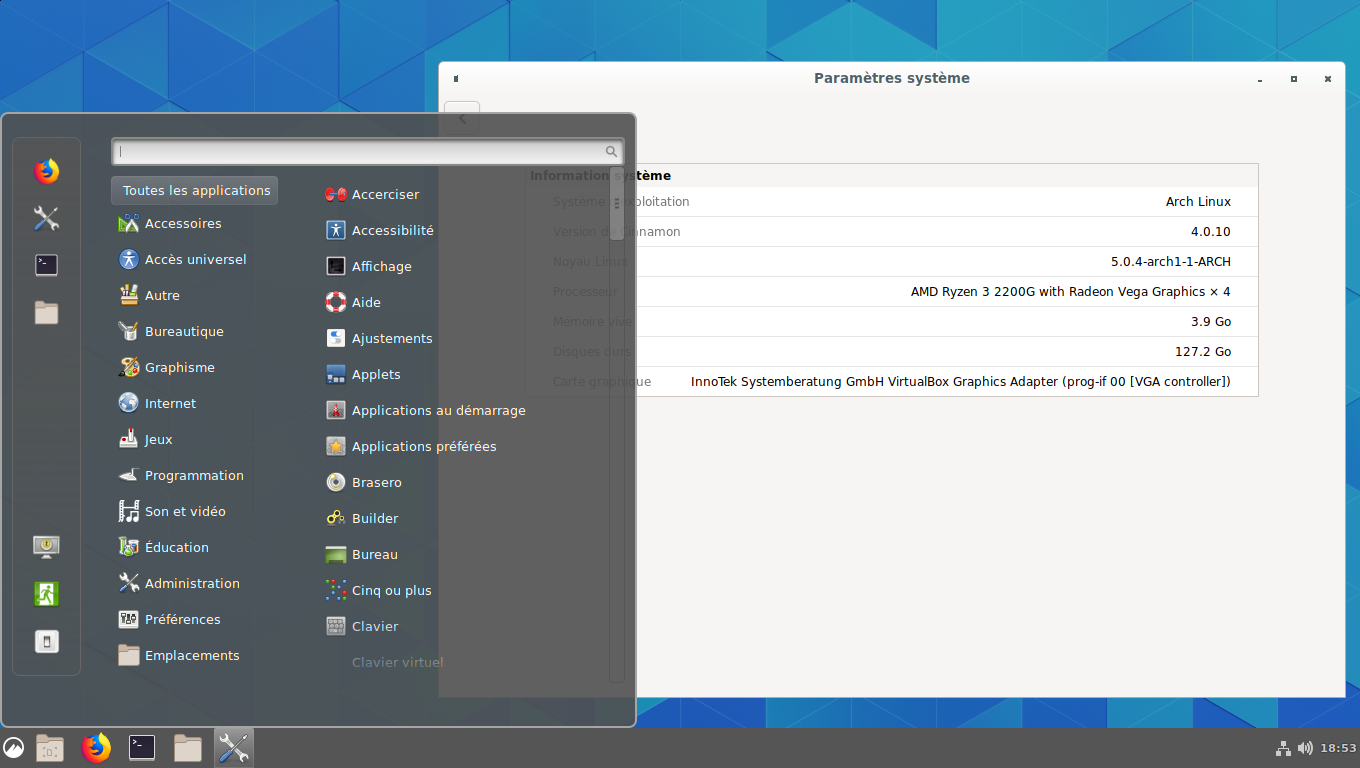 Paramètres système
Toutes les applications
Accessoires
Accès universel
Autre
Bureautique
Graphisme
Internet
Jeux
Programmation
Son et vidéo
Éducation
Administration
Préférences
Emplacements
Accerciser
Accessibilité
Affichage
Aide
Ajustements
Applets
Applications au démarrage
Applications préférées
Brasero
Builder
Bureau
Cinq ou plus
Clavier
Clavier virtuel
Information système
Système d'exploitation Arch Linux
Version de Cinnamon 4.0.10
Noyau Linux 5.0.4-arch1-1-ARCH
Processeur AMD Ryzen 3 2200G with Radeon Vega Graphics × 4
Mémoire vive 3.9 Go
Disques durs 127.2 Go
Carte graphique InnoTek Systemberatung GmbH VirtualBox Graphics Adapter (prog-if 00 [VGA controller])
18:53